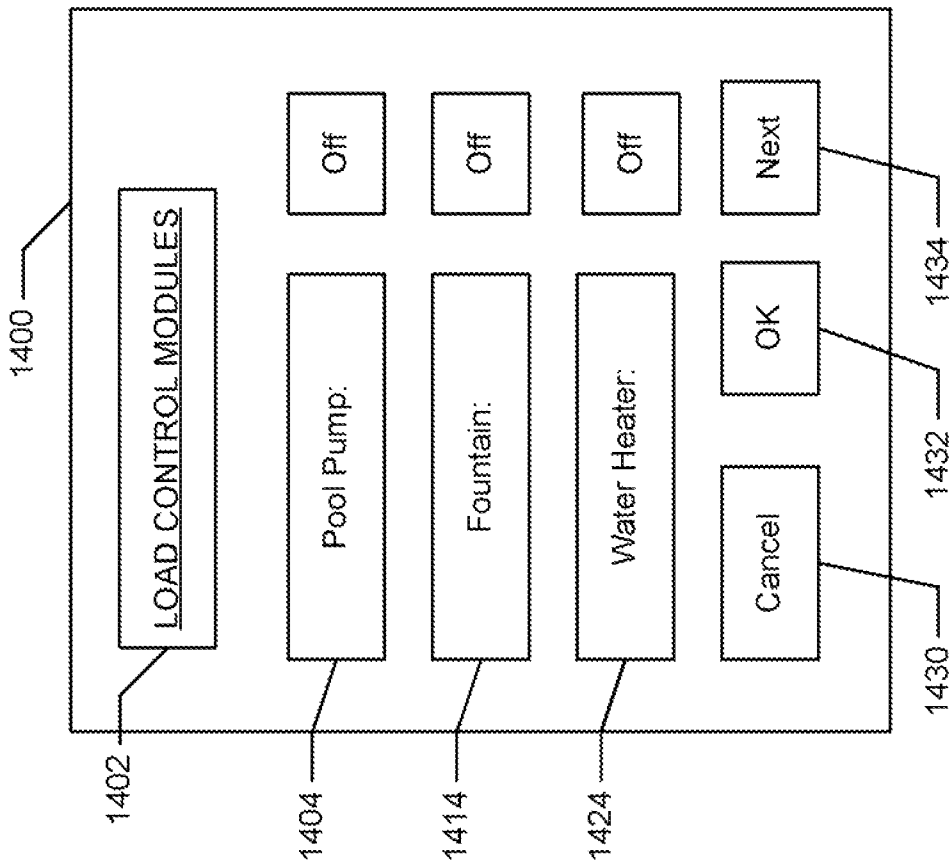 1400
1402
LOAD CONTROL MODULES
1404
Pool Pump:
Off
1414
Fountain:
Off
1424
Water Heater:
Off
Cancel
OK
Next
1430
1432
1434